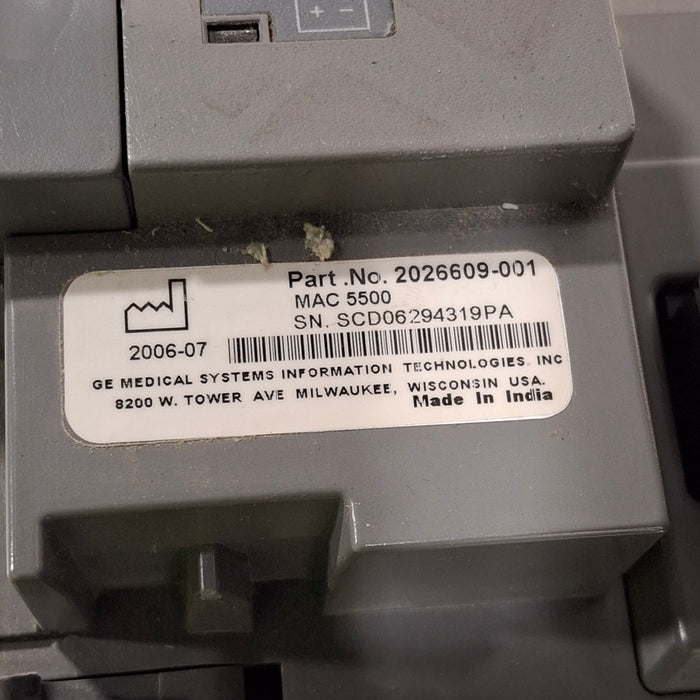 + -
Part .No. 2026609-001
MAC 5500
SN. SCD06294319PA
2006-07
GE MEDICAL SYSTEMS INFORMATION TECHNOLOGIES. INC
8200 W. TOWER AVE MILWAUKEE, WISCONSIN USA.
Made In India